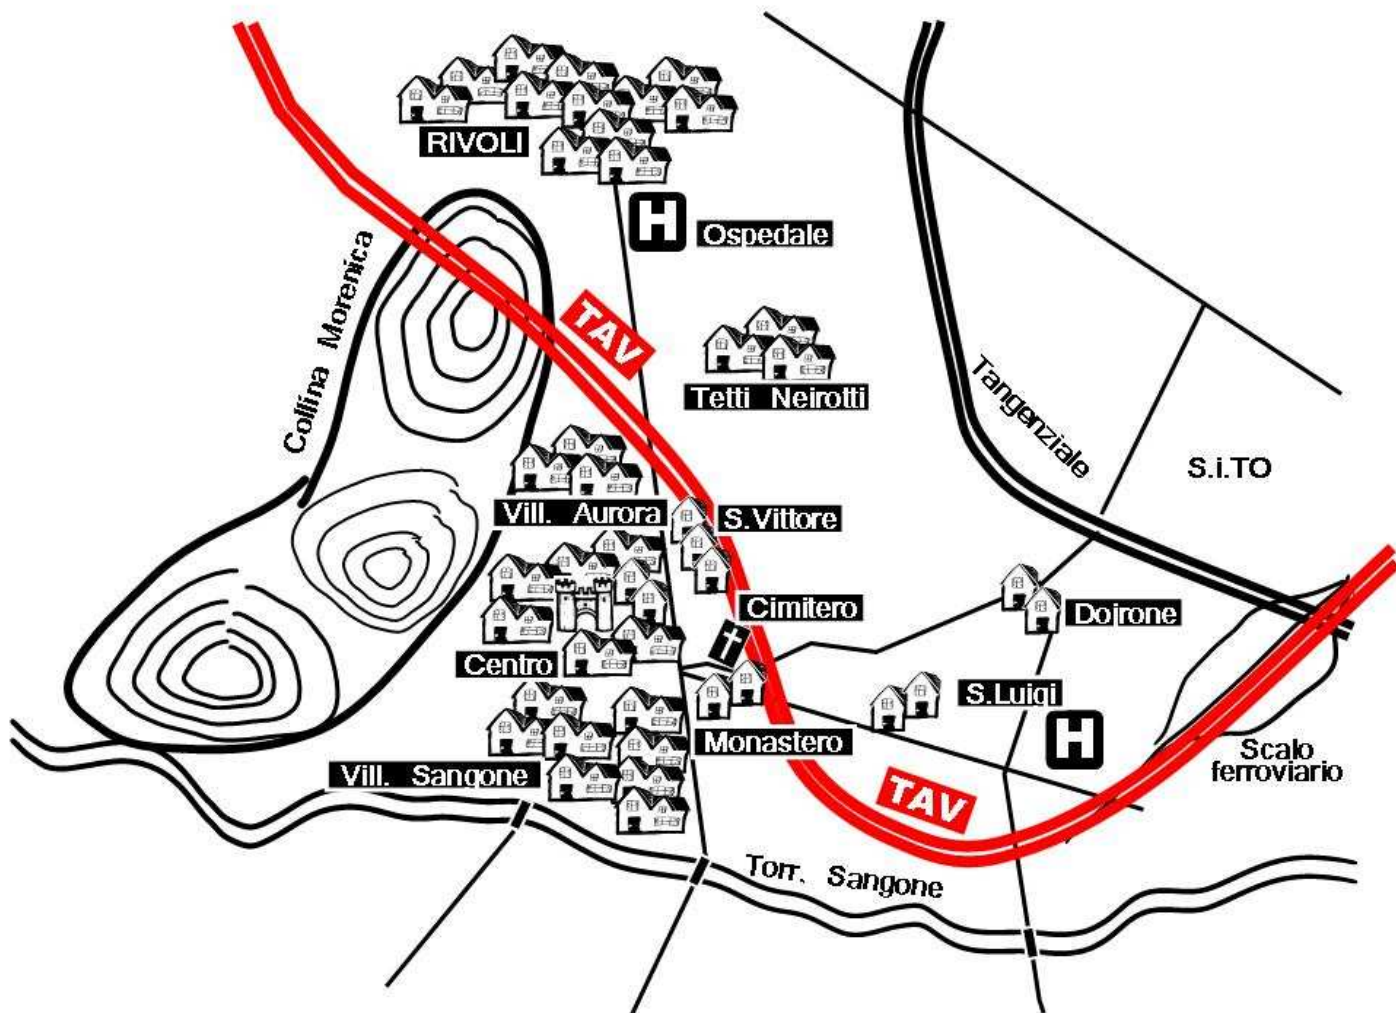 RIVOLI
H
Ospedale
Collina Morenica
TAV
Tetti Neirotti
Tangenziale
S.i.TO
Vill. Aurora
S.Vittore
Cimitero
Dojrone
Centro
S.Luigi
H
Monastero
Scalo
ferroviario
Vill. Sangone
TAV
Torr. Sangone